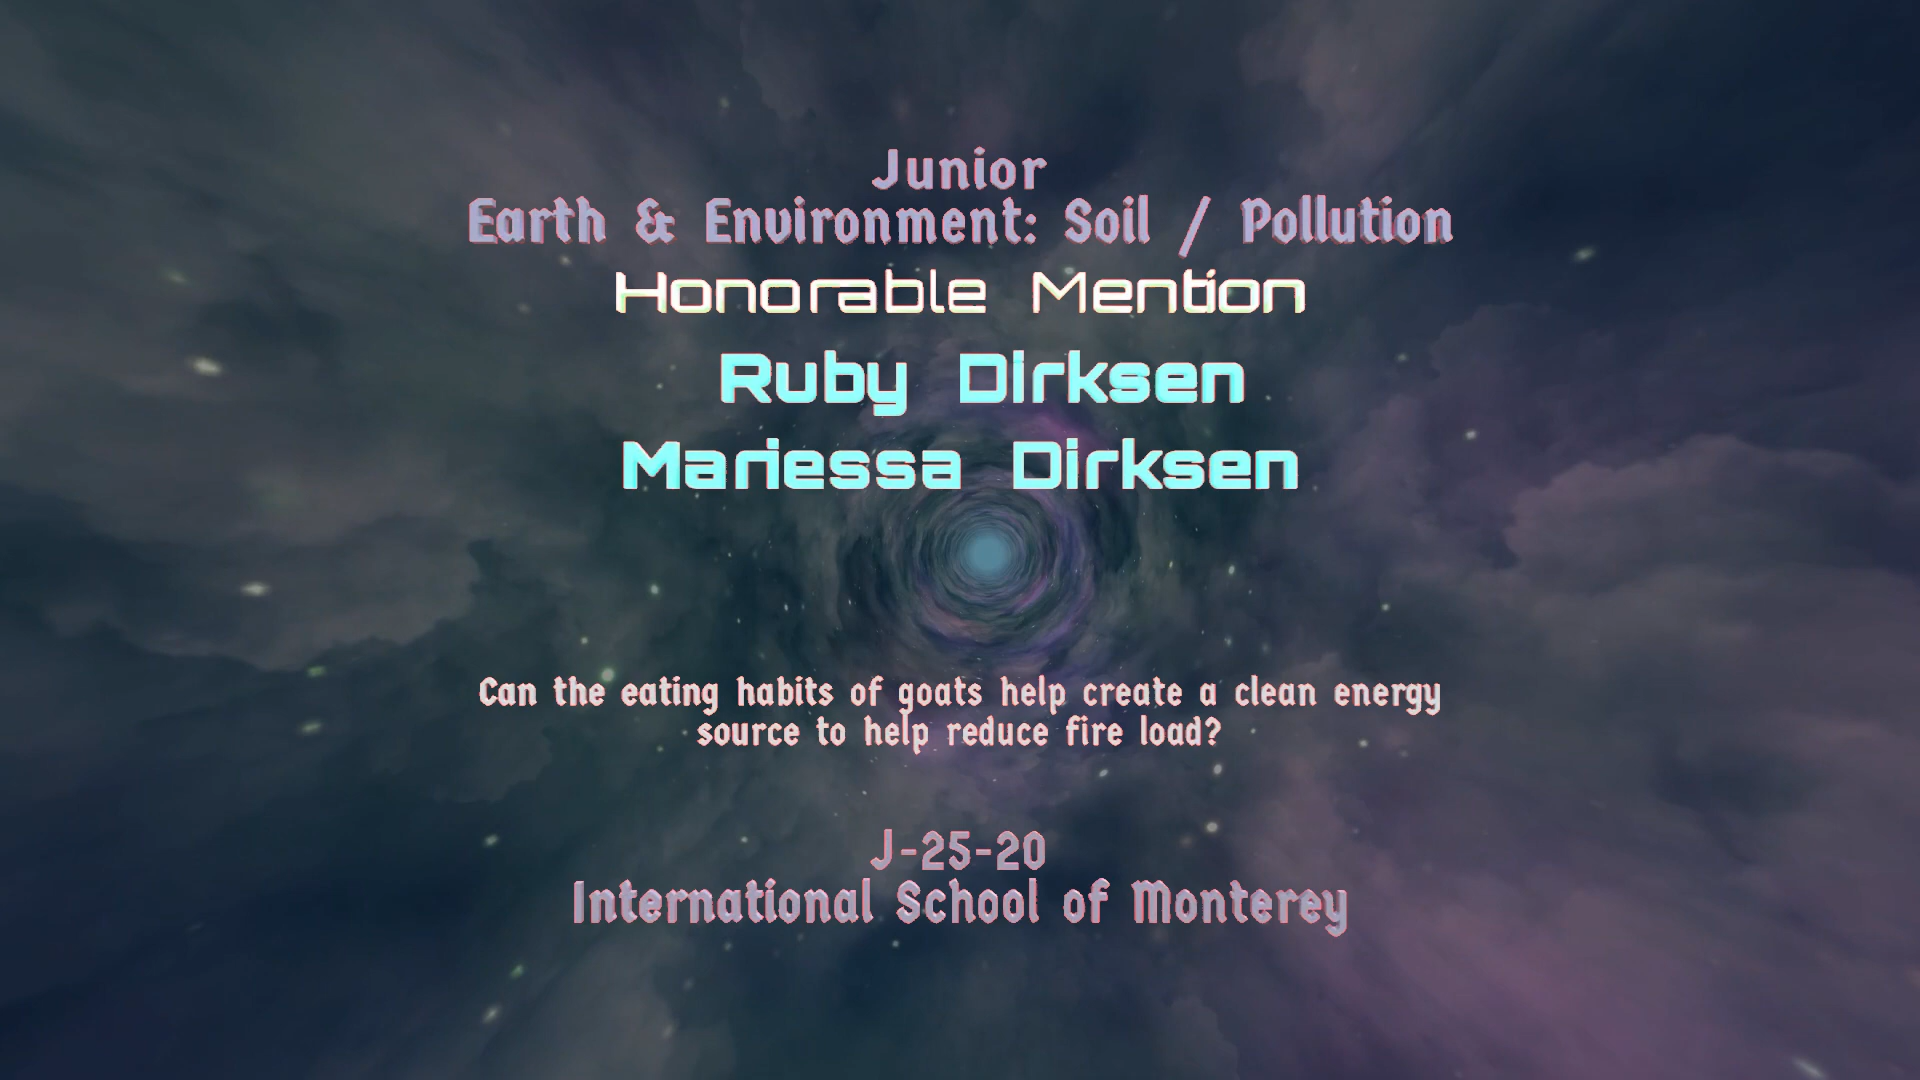 Junior
Earth & Environment: Soil / Pollution
Honorable Mention
Ruby Dirksen
Mariessa Dirksen
Can the eating habits of goats help create a clean energy
source to help reduce fire load?
J-25-20
International School of Monterey